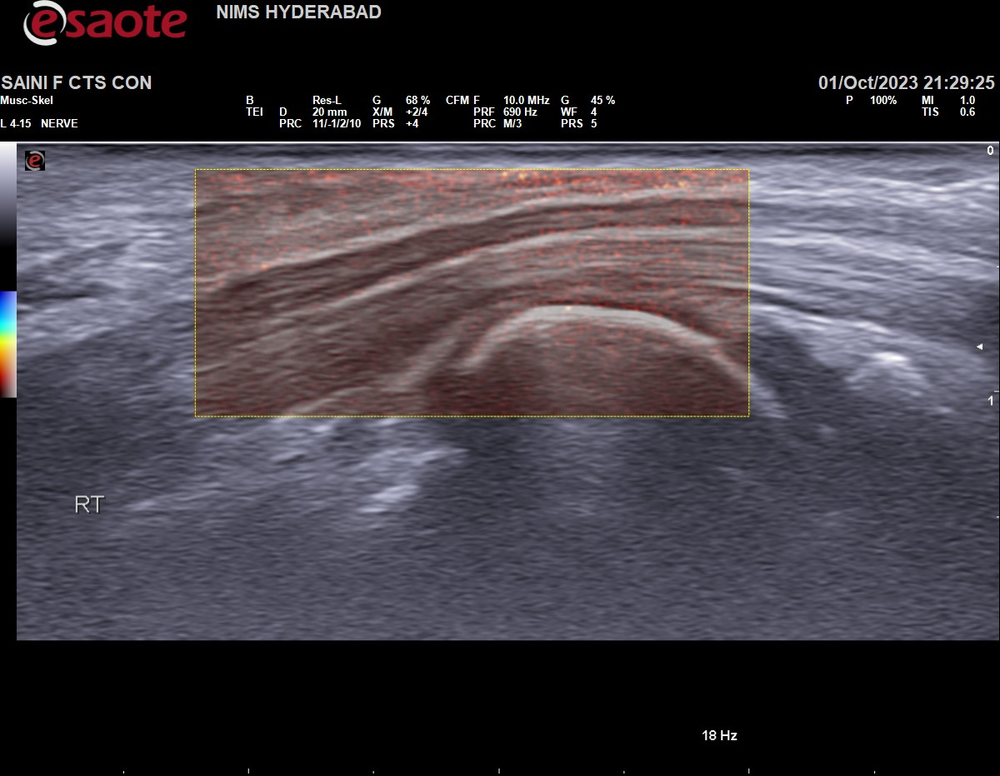 esaote
NIMS HYDERABAD
SAINI F CTS CON
01/Oct/2023 21:29:25
Musc-Skel
B Res-L G 68 % CFM F 10.0 MHz G 45 % P 100% MI 1.0
TEI D 20 mm X/M +2/4 PRF 690 Hz WF 4 TIS 0.6
L 4-15 NERVE PRC 11/-1/2/10 PRS +4 PRC M/3 PRS 5
e
0
1
RT
18 Hz